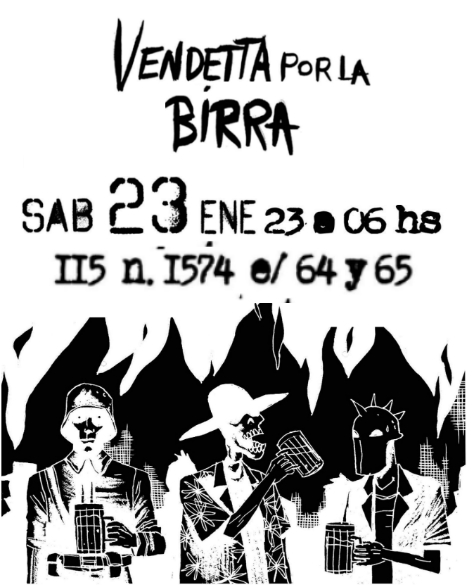 VENDETTA POR LA
BIRRA
SAB 23 ENE 23 a 06 hs
115 n. 1574 e/ 64 y 65